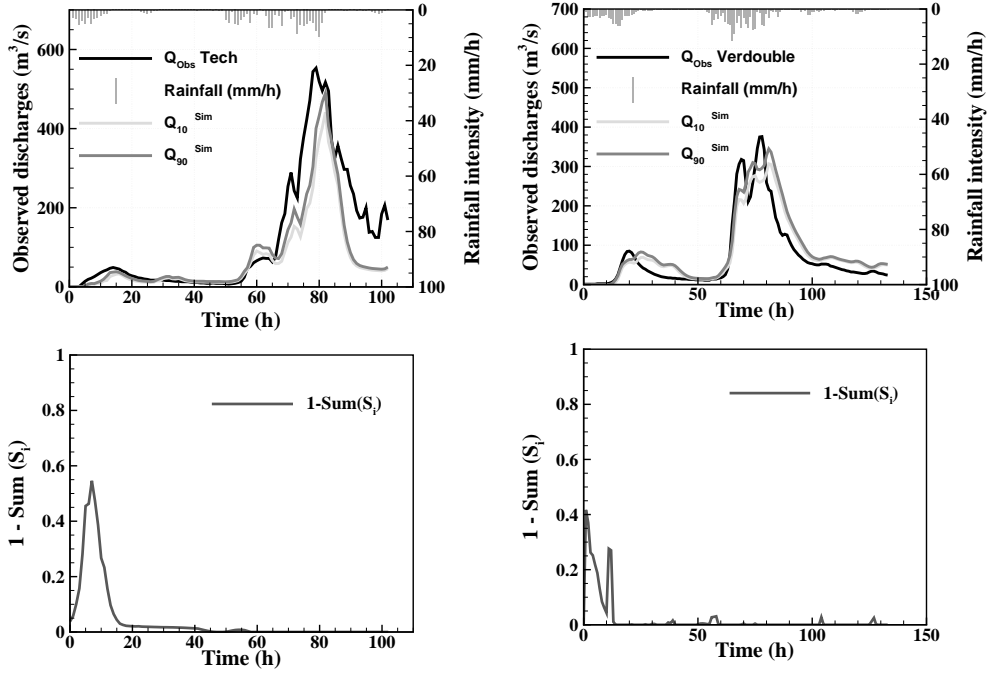 Observed discharges (m³/s)
600
400
200
0
0
20
40
60
80
100
Q_Obs Tech
Rainfall (mm/h)
Q_10 ^Sim
Q_90 ^Sim
0
20
40
60
80
100
Rainfall intensity (mm/h)
Time (h)
Observed discharges (m³/s)
700
600
500
400
300
200
100
0
0
50
100
150
Q_Obs Verdouble
Rainfall (mm/h)
Q_10 ^Sim
Q_90 ^Sim
0
20
40
60
80
100
Rainfall intensity (mm/h)
Time (h)
1 - Sum (S_i)
1
0.8
0.6
0.4
0.2
0
0
20
40
60
80
100
1-Sum(S_i)
Time (h)
1 - Sum (S_i)
1
0.8
0.6
0.4
0.2
0
0
50
100
150
1-Sum(S_i)
Time (h)